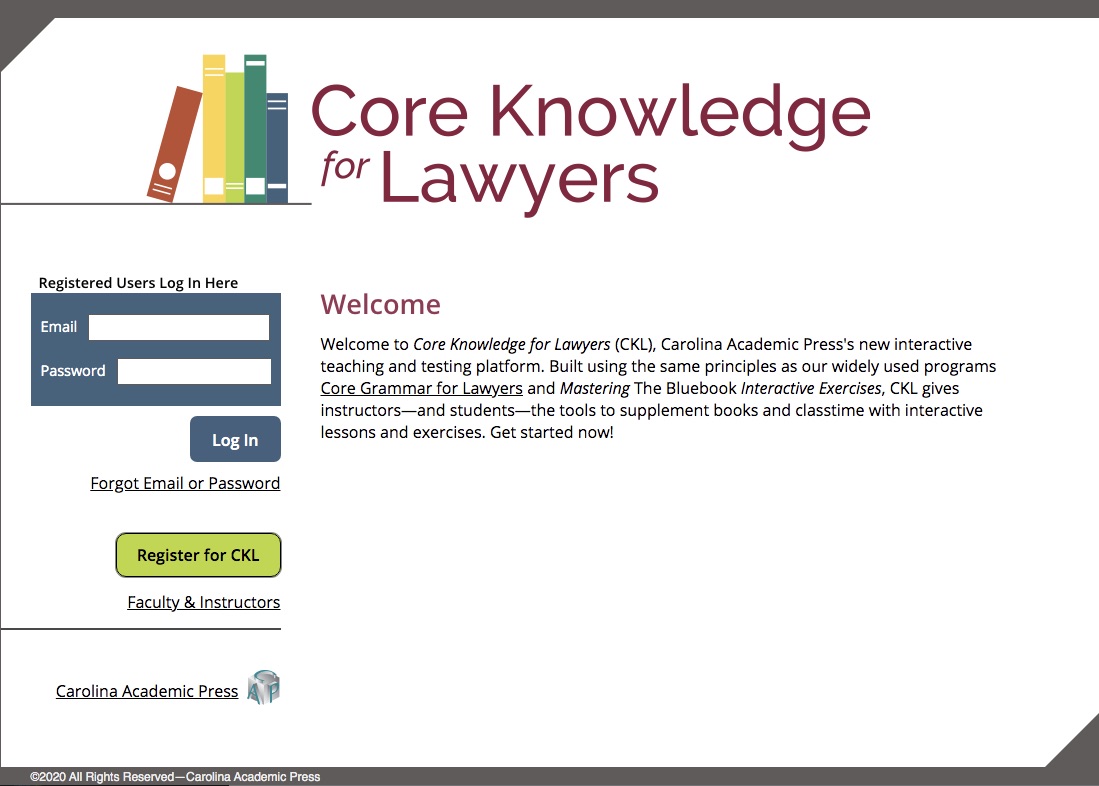 Core Knowledge
for Lawyers
Registered Users Log In Here
Email
Password
Log In
Forgot Email or Password
Register for CKL
Faculty & Instructors
Carolina Academic Press
CAP
Welcome
Welcome to Core Knowledge for Lawyers (CKL), Carolina Academic Press's new interactive
teaching and testing platform. Built using the same principles as our widely used programs
Core Grammar for Lawyers and Mastering The Bluebook Interactive Exercises, CKL gives
instructors—and students—the tools to supplement books and classtime with interactive
lessons and exercises. Get started now!
©2020 All Rights Reserved—Carolina Academic Press